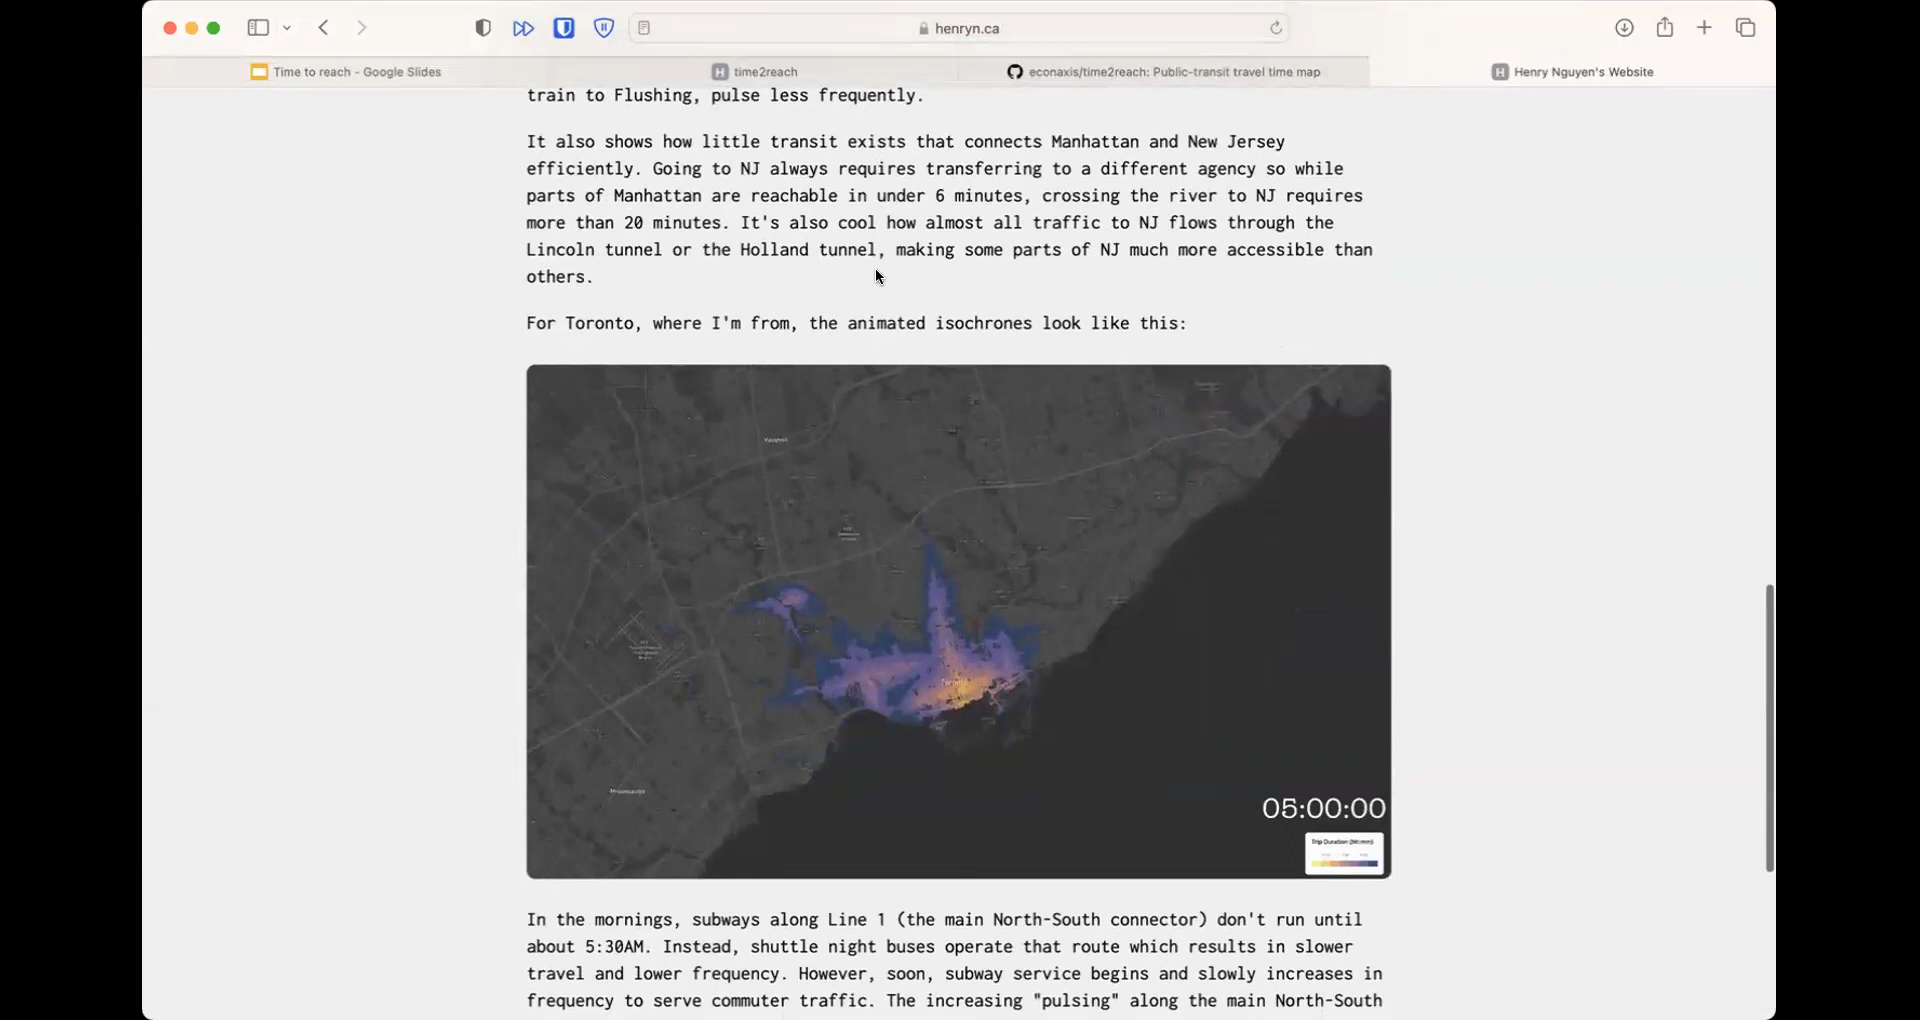 henryn.ca
Time to reach - Google Slides
time2reach
econaxis/time2reach: Public-transit travel time map
Henry Nguyen's Website
train to Flushing, pulse less frequently.
It also shows how little transit exists that connects Manhattan and New Jersey
efficiently. Going to NJ always requires transferring to a different agency so while
parts of Manhattan are reachable in under 6 minutes, crossing the river to NJ requires
more than 20 minutes. It's also cool how almost all traffic to NJ flows through the
Lincoln tunnel or the Holland tunnel, making some parts of NJ much more accessible than
others.
For Toronto, where I'm from, the animated isochrones look like this:
Vaughan
Toronto
Mississauga
05:00:00
Trip Duration (hh:mm)
In the mornings, subways along Line 1 (the main North-South connector) don't run until
about 5:30AM. Instead, shuttle night buses operate that route which results in slower
travel and lower frequency. However, soon, subway service begins and slowly increases in
frequency to serve commuter traffic. The increasing "pulsing" along the main North-South